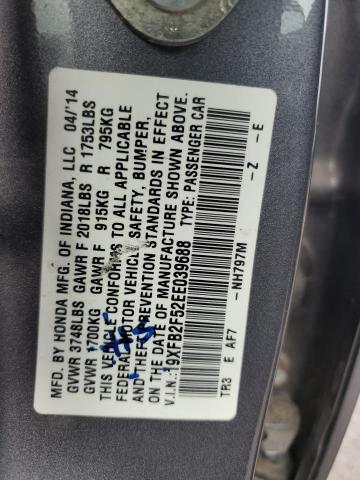 MFD. BY HONDA MFG. OF INDIANA, LLC 04/14
GVWR 3748LBS GAWR F 2018LBS R 1753LBS
GVWR 1700KG GAWR F 915KG R 795KG
THIS VEHICLE CONFORMS TO ALL APPLICABLE
FEDERAL MOTOR VEHICLE SAFETY, BUMPER,
AND THEFT PREVENTION STANDARDS IN EFFECT
ON THE DATE OF MANUFACTURE SHOWN ABOVE.
V.I.N.: 19XFB2F52EE039688 TYPE: PASSENGER CAR
TR3 E AF7 -NH797M -Z -E